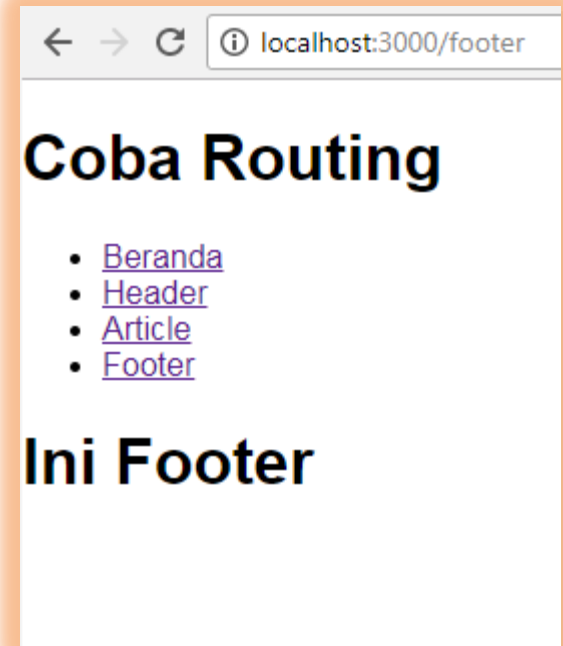 localhost:3000/footer
Coba Routing
Beranda
Header
Article
Footer
Ini Footer